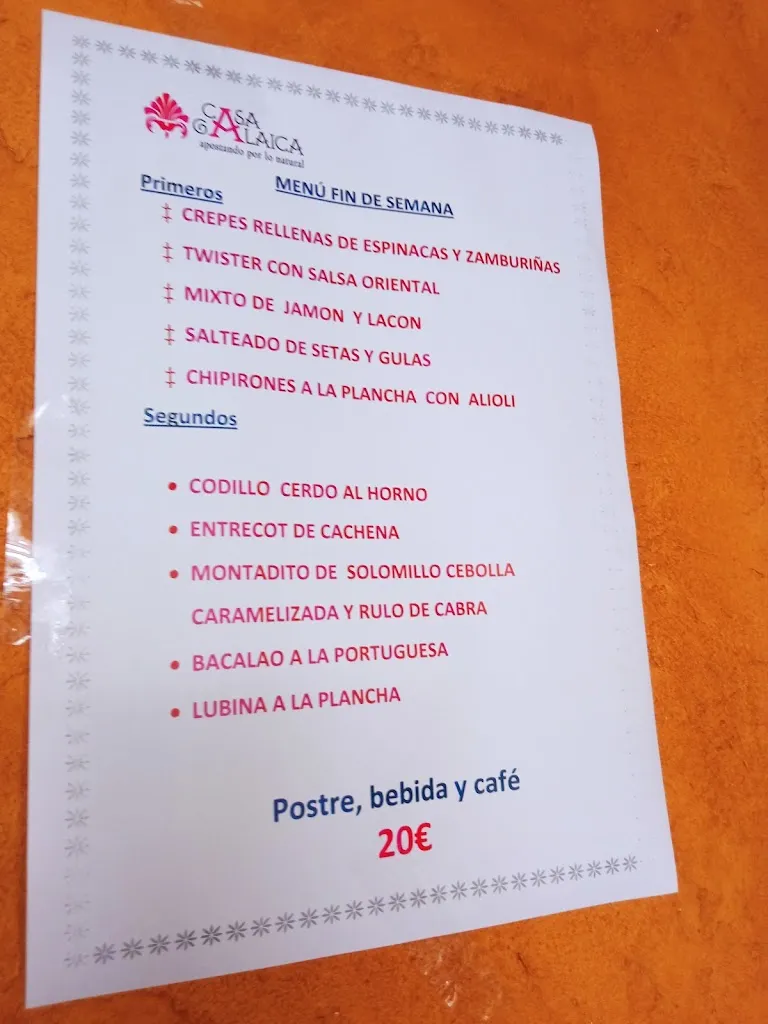 CASA
GALAICA
apostando por lo natural
MENÚ FIN DE SEMANA
Primeros
‡ CREPES RELLENAS DE ESPINACAS Y ZAMBURIÑAS
‡ TWISTER CON SALSA ORIENTAL
‡ MIXTO DE JAMON Y LACON
‡ SALTEADO DE SETAS Y GULAS
‡ CHIPIRONES A LA PLANCHA CON ALIOLI
Segundos
• CODILLO CERDO AL HORNO
• ENTRECOT DE CACHENA
• MONTADITO DE SOLOMILLO CEBOLLA
CARAMELIZADA Y RULO DE CABRA
• BACALAO A LA PORTUGUESA
• LUBINA A LA PLANCHA
Postre, bebida y café
20€